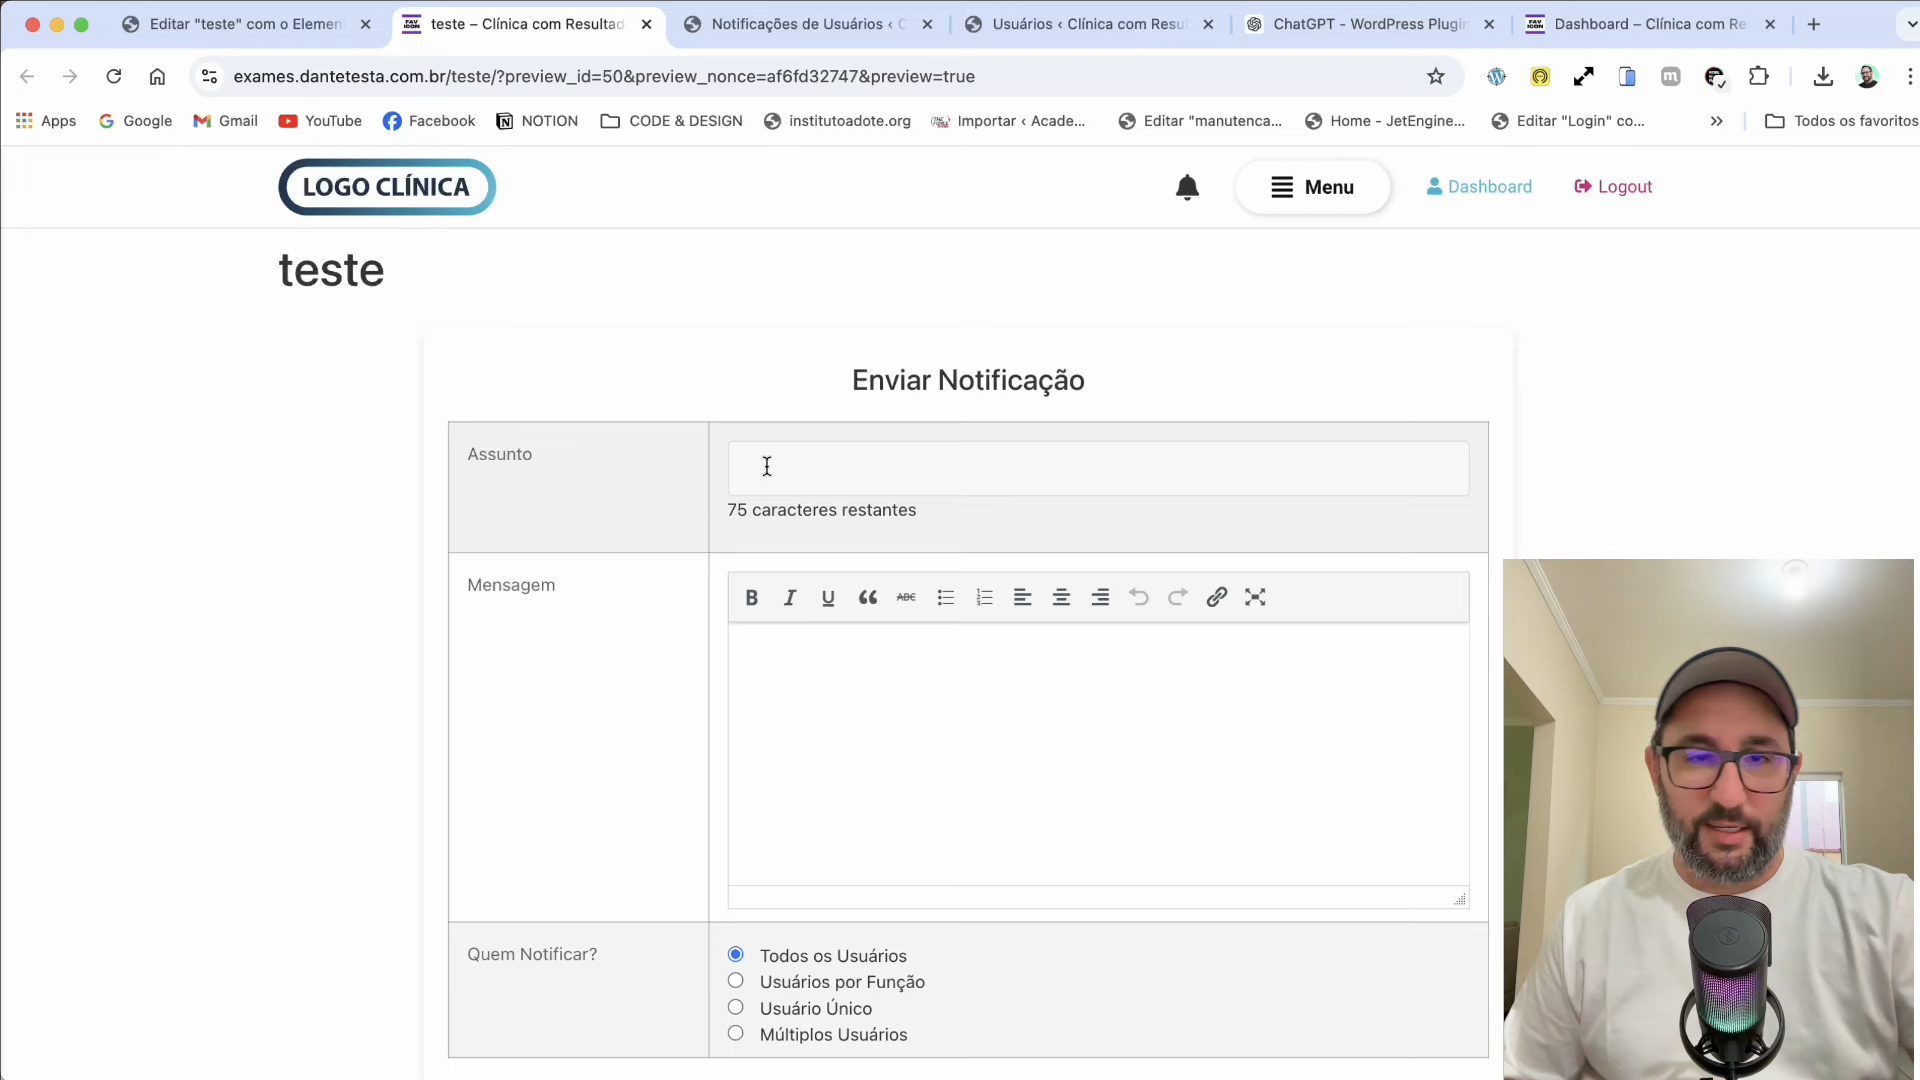 Editar "teste" com o Elemen
teste – Clínica com Resultad
Notificações de Usuários ‹ C
Usuários ‹ Clínica com Resul
ChatGPT - WordPress Plugin
Dashboard – Clínica com Re
exames.dantetesta.com.br/teste/?preview_id=50&preview_nonce=af6fd32747&preview=true
Apps
Google
Gmail
YouTube
Facebook
NOTION
CODE & DESIGN
institutoadote.org
Importar ‹ Acade...
Editar "manutenca...
Home - JetEngine...
Editar "Login" co...
Todos os favoritos
LOGO CLÍNICA
Menu
Dashboard
Logout
teste
Enviar Notificação
Assunto
75 caracteres restantes
Mensagem
B I U ABC
Quem Notificar?
Todos os Usuários
Usuários por Função
Usuário Único
Múltiplos Usuários